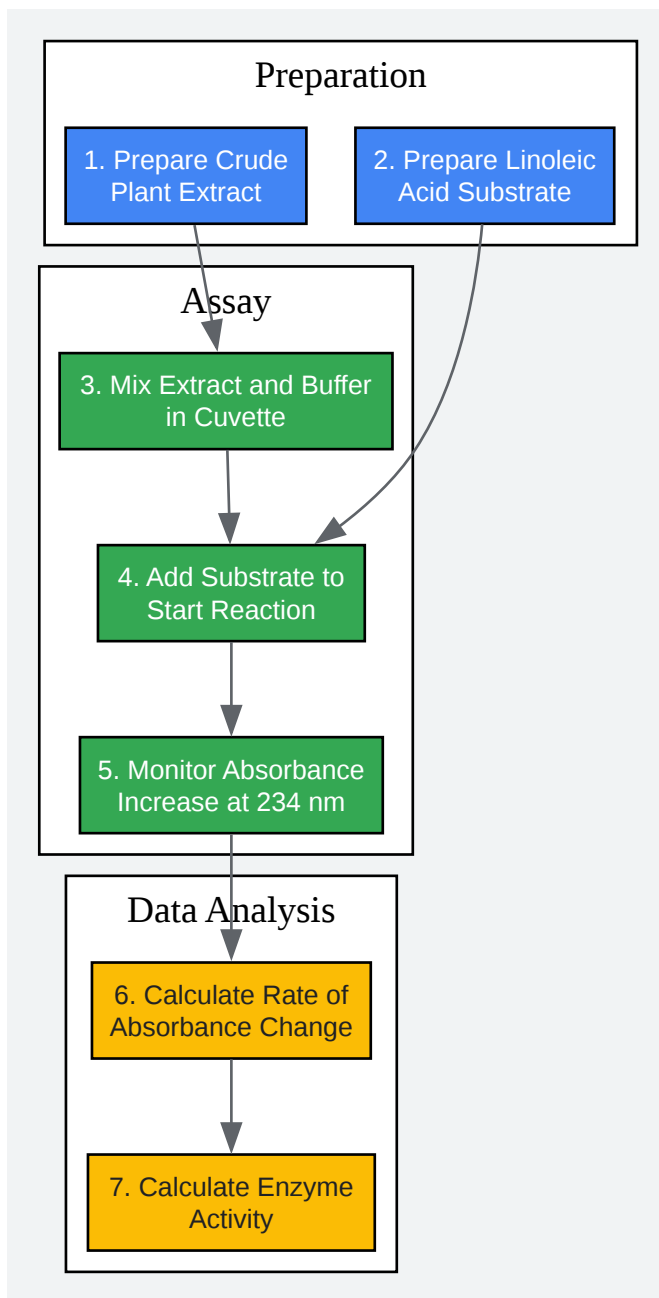 Preparation
1. Prepare Crude
Plant Extract
2. Prepare Linoleic
Acid Substrate
Assay
3. Mix Extract and Buffer
in Cuvette
4. Add Substrate to
Start Reaction
5. Monitor Absorbance
Increase at 234 nm
Data Analysis
6. Calculate Rate of
Absorbance Change
7. Calculate Enzyme
Activity